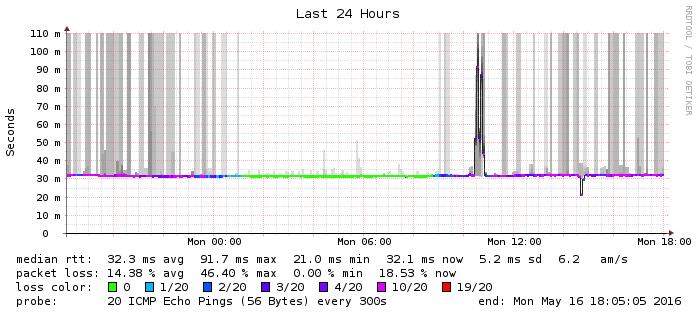 Last 24 Hours
RRDTOOL / TOBI OETIKER
Seconds
110 m
100 m
90 m
80 m
70 m
60 m
50 m
40 m
30 m
20 m
10 m
0
Mon 00:00 Mon 06:00 Mon 12:00 Mon 18:00
median rtt: 32.3 ms avg 91.7 ms max 21.0 ms min 32.1 ms now 5.2 ms sd 6.2 am/s
packet loss: 14.38 % avg 46.40 % max 0.00 % min 18.53 % now
loss color: 0 1/20 2/20 3/20 4/20 10/20 19/20
probe: 20 ICMP Echo Pings (56 Bytes) every 300s end: Mon May 16 18:05:05 2016